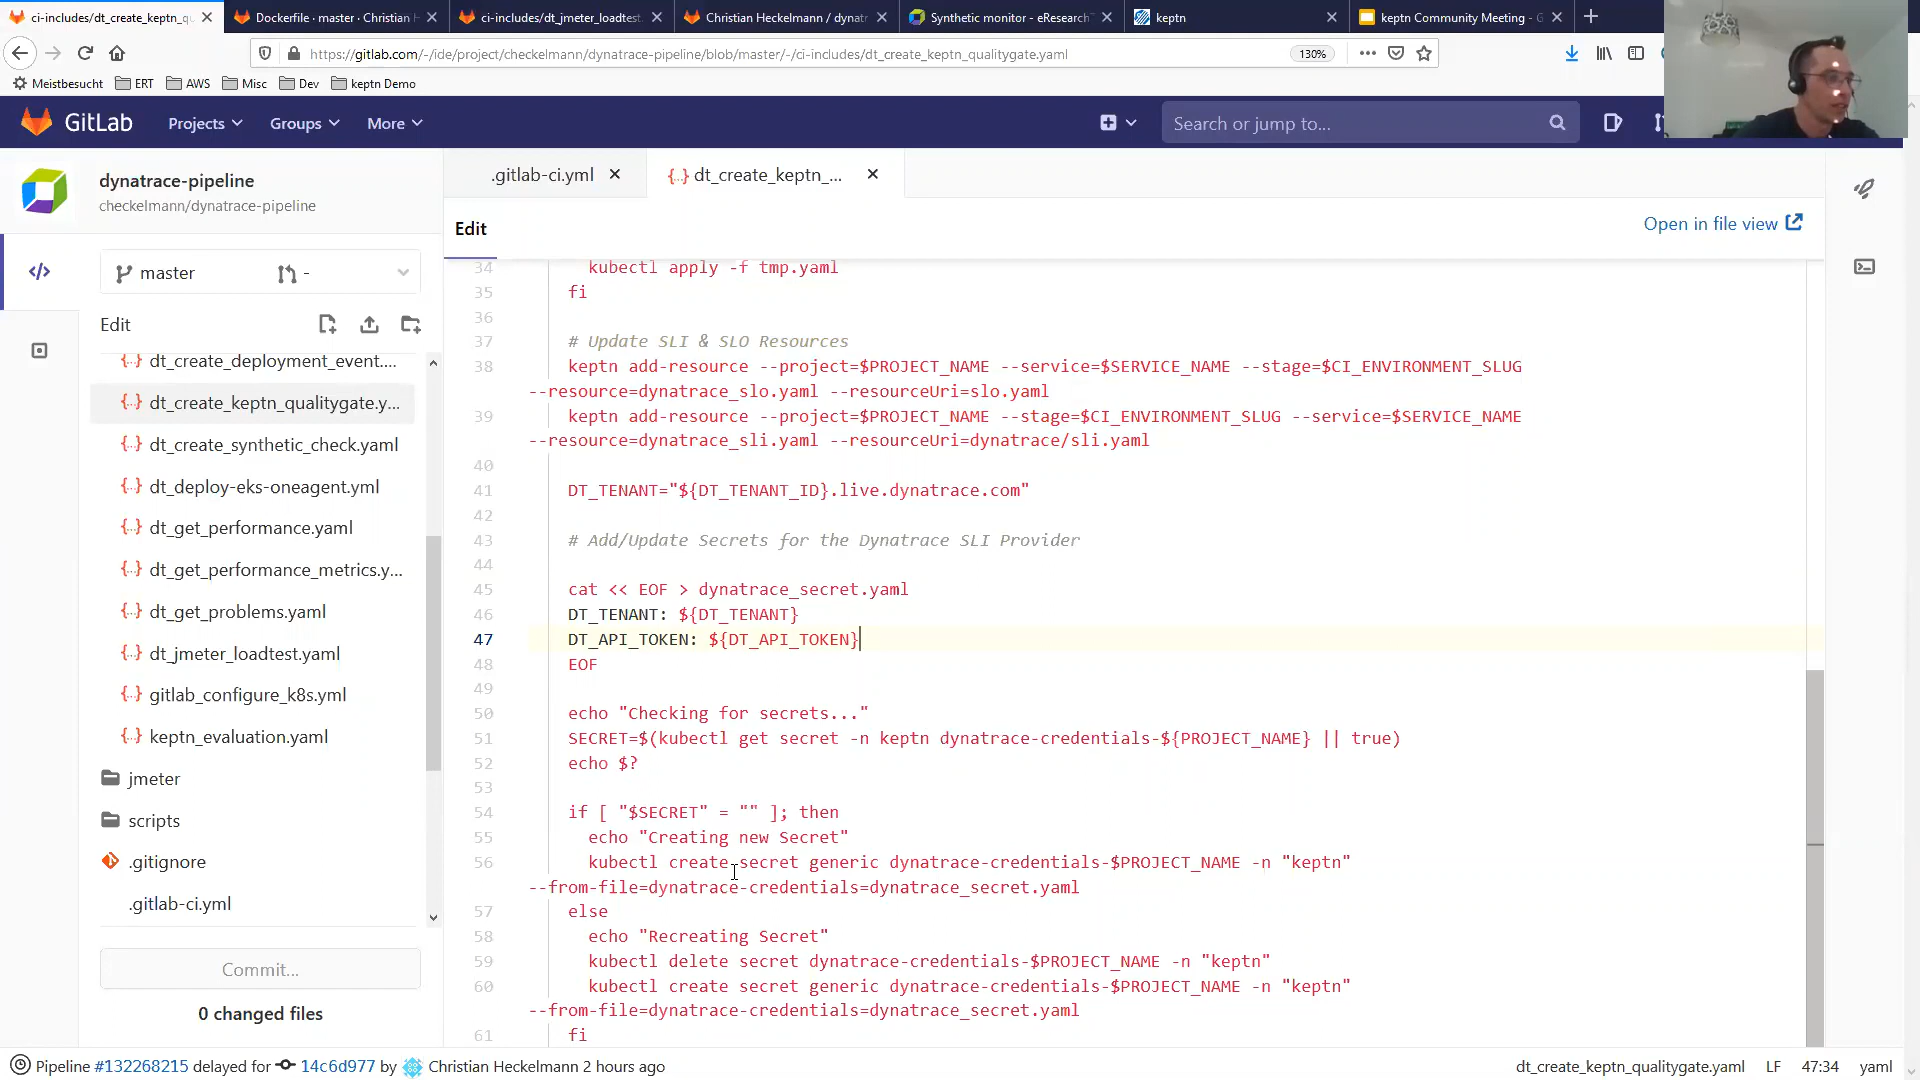 ci-includes/dt_create_keptn_qu
Dockerfile · master · Christian H
ci-includes/dt_jmeter_loadtest.
Christian Heckelmann / dynatr
Synthetic monitor - eResearch
keptn
keptn Community Meeting - G
https://gitlab.com/-/ide/project/checkelmann/dynatrace-pipeline/blob/master/-/ci-includes/dt_create_keptn_qualitygate.yaml
130%
Meistbesucht
ERT
AWS
Misc
Dev
keptn Demo
GitLab
Projects
Groups
More
Search or jump to...
dynatrace-pipeline
checkelmann/dynatrace-pipeline
.gitlab-ci.yml
dt_create_keptn_...
Edit
Open in file view
master
-
Edit
dt_create_deployment_event....
dt_create_keptn_qualitygate.y...
dt_create_synthetic_check.yaml
dt_deploy-eks-oneagent.yml
dt_get_performance.yaml
dt_get_performance_metrics.y...
dt_get_problems.yaml
dt_jmeter_loadtest.yaml
gitlab_configure_k8s.yml
keptn_evaluation.yaml
jmeter
scripts
.gitignore
.gitlab-ci.yml
Commit...
0 changed files
34 kubectl apply -f tmp.yaml
35 fi
36
37 # Update SLI & SLO Resources
38 keptn add-resource --project=$PROJECT_NAME --service=$SERVICE_NAME --stage=$CI_ENVIRONMENT_SLUG
--resource=dynatrace_slo.yaml --resourceUri=slo.yaml
39 keptn add-resource --project=$PROJECT_NAME --stage=$CI_ENVIRONMENT_SLUG --service=$SERVICE_NAME
--resource=dynatrace_sli.yaml --resourceUri=dynatrace/sli.yaml
40
41 DT_TENANT="${DT_TENANT_ID}.live.dynatrace.com"
42
43 # Add/Update Secrets for the Dynatrace SLI Provider
44
45 cat << EOF > dynatrace_secret.yaml
46 DT_TENANT: ${DT_TENANT}
47 DT_API_TOKEN: ${DT_API_TOKEN}
48 EOF
49
50 echo "Checking for secrets..."
51 SECRET=$(kubectl get secret -n keptn dynatrace-credentials-${PROJECT_NAME} || true)
52 echo $?
53
54 if [ "$SECRET" = "" ]; then
55 echo "Creating new Secret"
56 kubectl create secret generic dynatrace-credentials-$PROJECT_NAME -n "keptn"
--from-file=dynatrace-credentials=dynatrace_secret.yaml
57 else
58 echo "Recreating Secret"
59 kubectl delete secret dynatrace-credentials-$PROJECT_NAME -n "keptn"
60 kubectl create secret generic dynatrace-credentials-$PROJECT_NAME -n "keptn"
--from-file=dynatrace-credentials=dynatrace_secret.yaml
61 fi
Pipeline #132268215 delayed for 14c6d977 by Christian Heckelmann 2 hours ago
dt_create_keptn_qualitygate.yaml LF 47:34 yaml